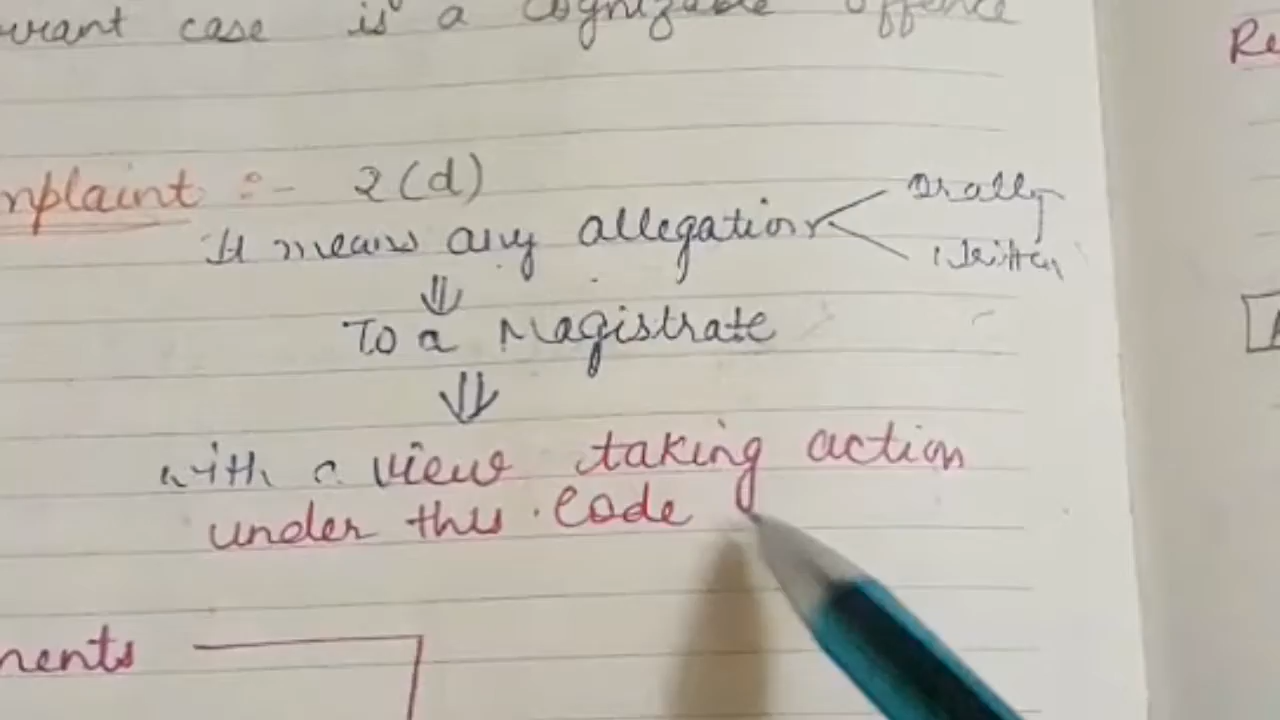 case is a Cognizable offence
Re
mplaint :- 2(d)
It means any allegation
orally
written
To a Magistrate
with a view taking action
under this Code
ments